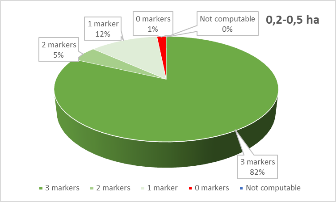 0,2-0,5 ha
0 markers
1%
Not computable
0%
1 marker
12%
2 markers
5%
3 markers
82%
3 markers 2 markers 1 marker 0 markers Not computable